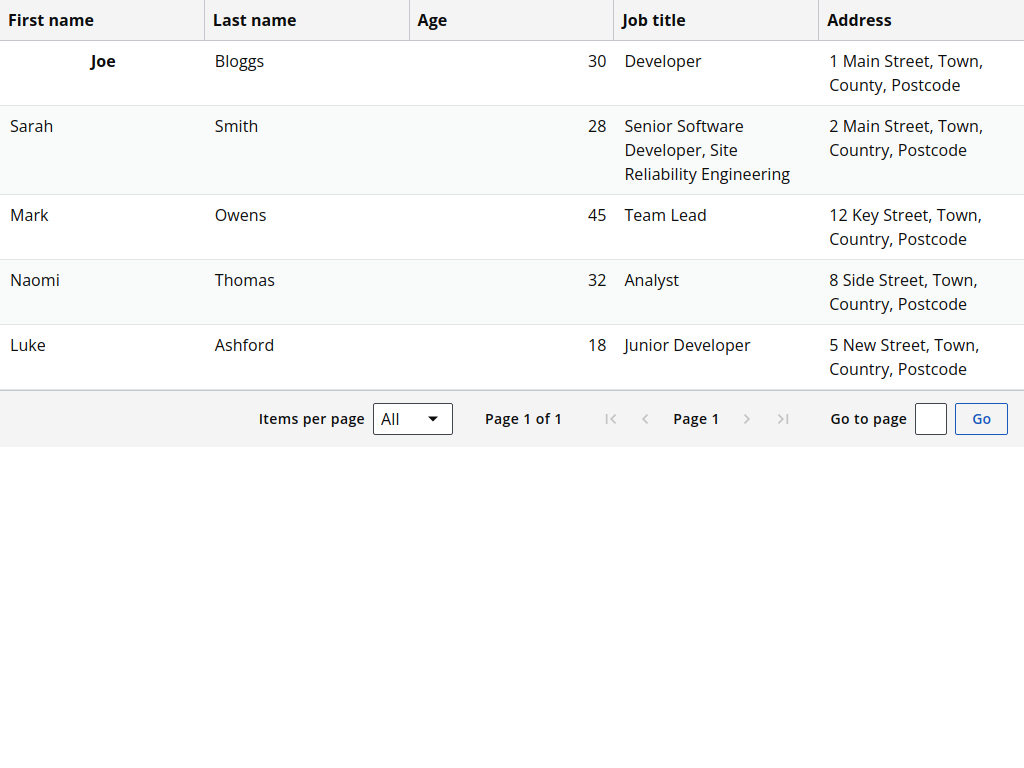 First name Last name Age Job title Address
Joe Bloggs 30 Developer 1 Main Street, Town,
County, Postcode
Sarah Smith 28 Senior Software 2 Main Street, Town,
Developer, Site Country, Postcode
Reliability Engineering
Mark Owens 45 Team Lead 12 Key Street, Town,
Country, Postcode
Naomi Thomas 32 Analyst 8 Side Street, Town,
Country, Postcode
Luke Ashford 18 Junior Developer 5 New Street, Town,
Country, Postcode
Items per page All Page 1 of 1 Page 1 Go to page Go